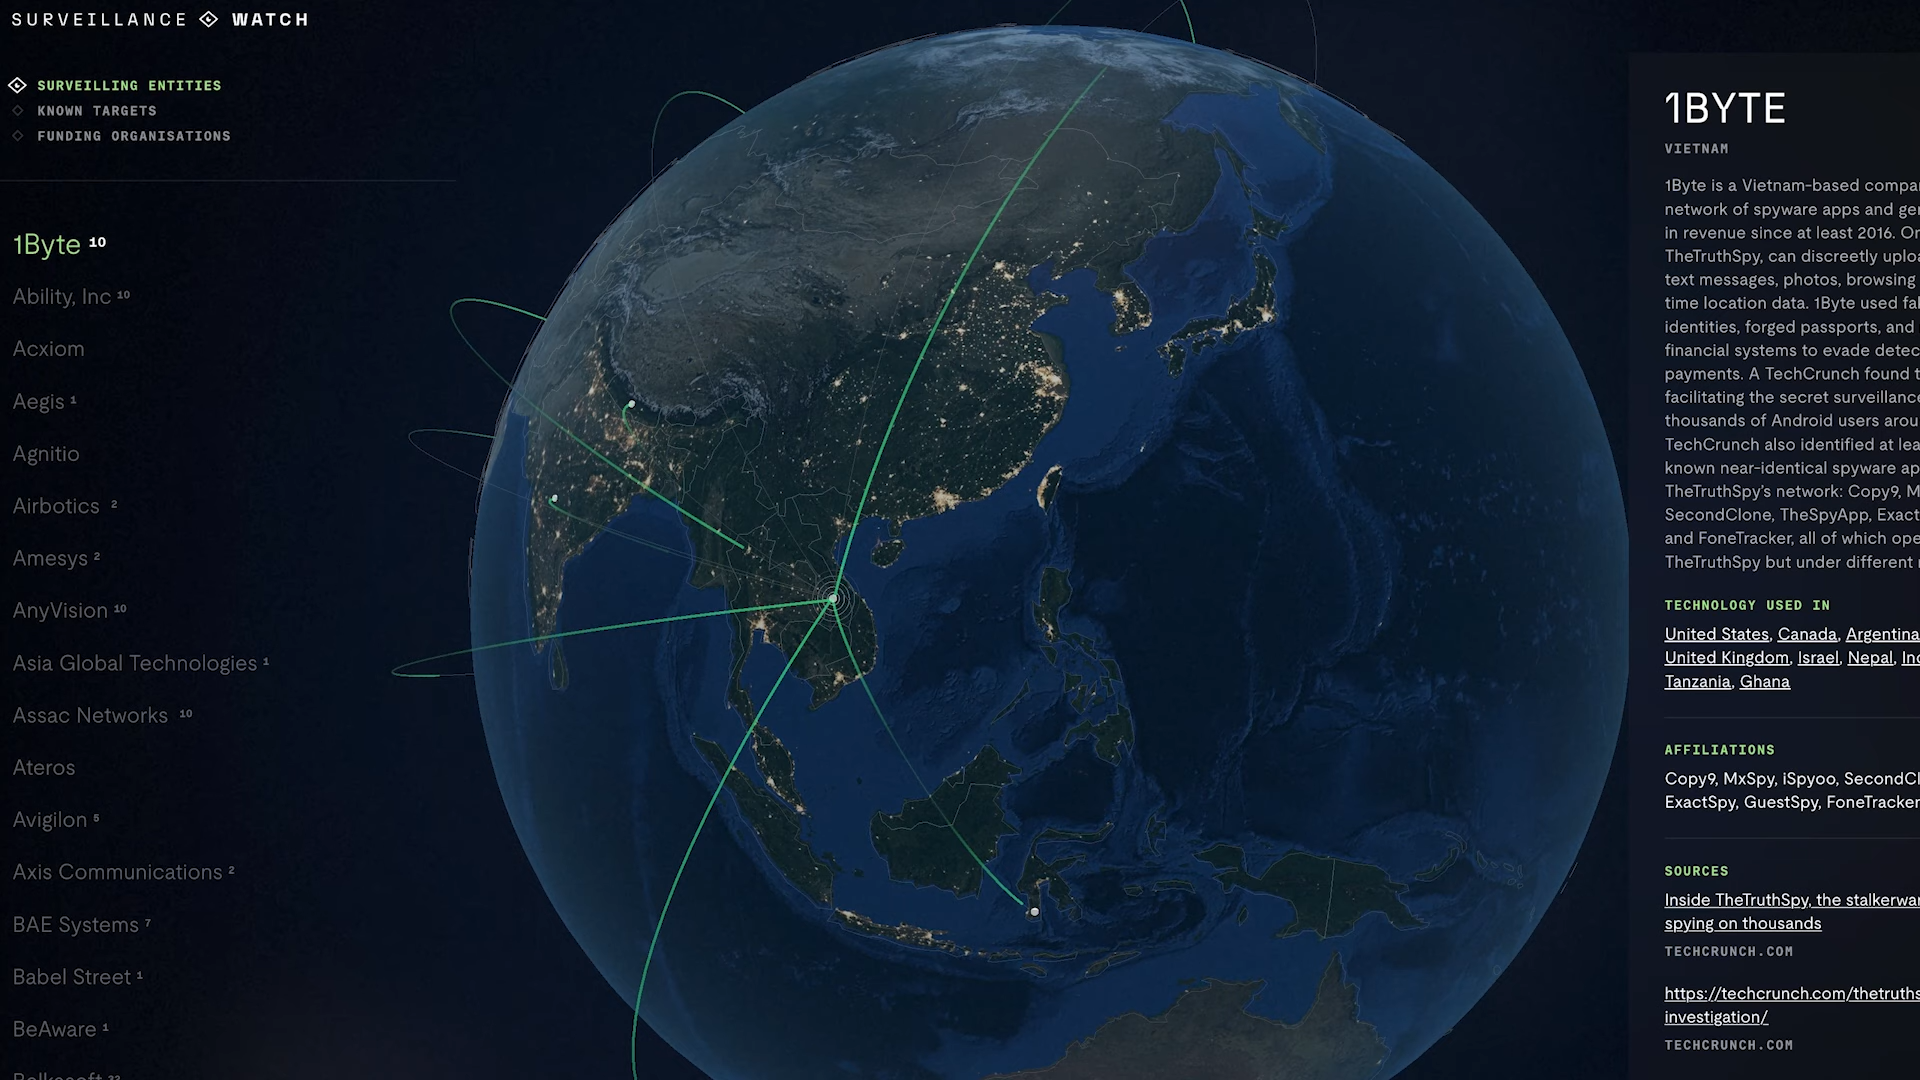 SURVEILLANCE WATCH
SURVEILLING ENTITIES
KNOWN TARGETS
FUNDING ORGANISATIONS
1Byte 10
Ability, Inc 10
Acxiom
Aegis 1
Agnitio
Airbotics 2
Amesys 2
AnyVision 10
Asia Global Technologies 1
Assac Networks 10
Ateros
Avigilon 5
Axis Communications 2
BAE Systems 7
Babel Street 1
BeAware 1
1BYTE
VIETNAM
1Byte is a Vietnam-based
network of spyware apps and
in revenue since at least 2016.
TheTruthSpy, can discreetly
text messages, photos, browsing
time location data. 1Byte used
identities, forged passports, and
financial systems to evade
payments. A TechCrunch found
facilitating the secret surveillance
thousands of Android users
TechCrunch also identified at
known near-identical spyware
TheTruthSpy's network: Copy9,
SecondClone, TheSpyApp,
and FoneTracker, all of which
TheTruthSpy but under different
TECHNOLOGY USED IN
United States, Canada, Argentina
United Kingdom, Israel, Nepal,
Tanzania, Ghana
AFFILIATIONS
Copy9, MxSpy, iSpyoo,
ExactSpy, GuestSpy, FoneTracker
SOURCES
Inside TheTruthSpy, the
spying on thousands
TECHCRUNCH.COM
https://techcrunch.com/thetruths
investigation/
TECHCRUNCH.COM